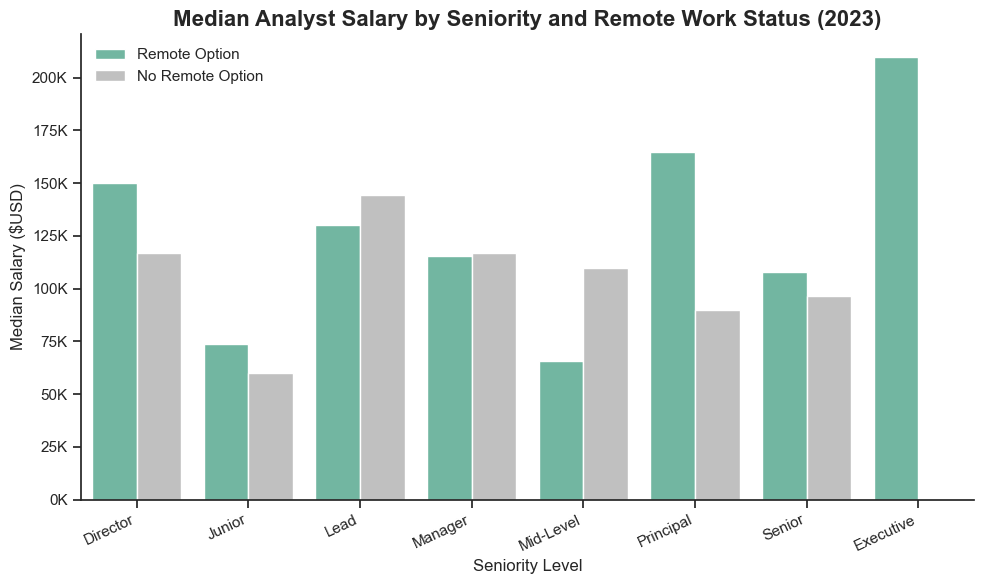 Median Analyst Salary by Seniority and Remote Work Status (2023)
Remote Option
No Remote Option
200K
175K
150K
125K
100K
75K
50K
25K
0K
Median Salary ($USD)
Director
Junior
Lead
Manager
Mid-Level
Principal
Senior
Executive
Seniority Level